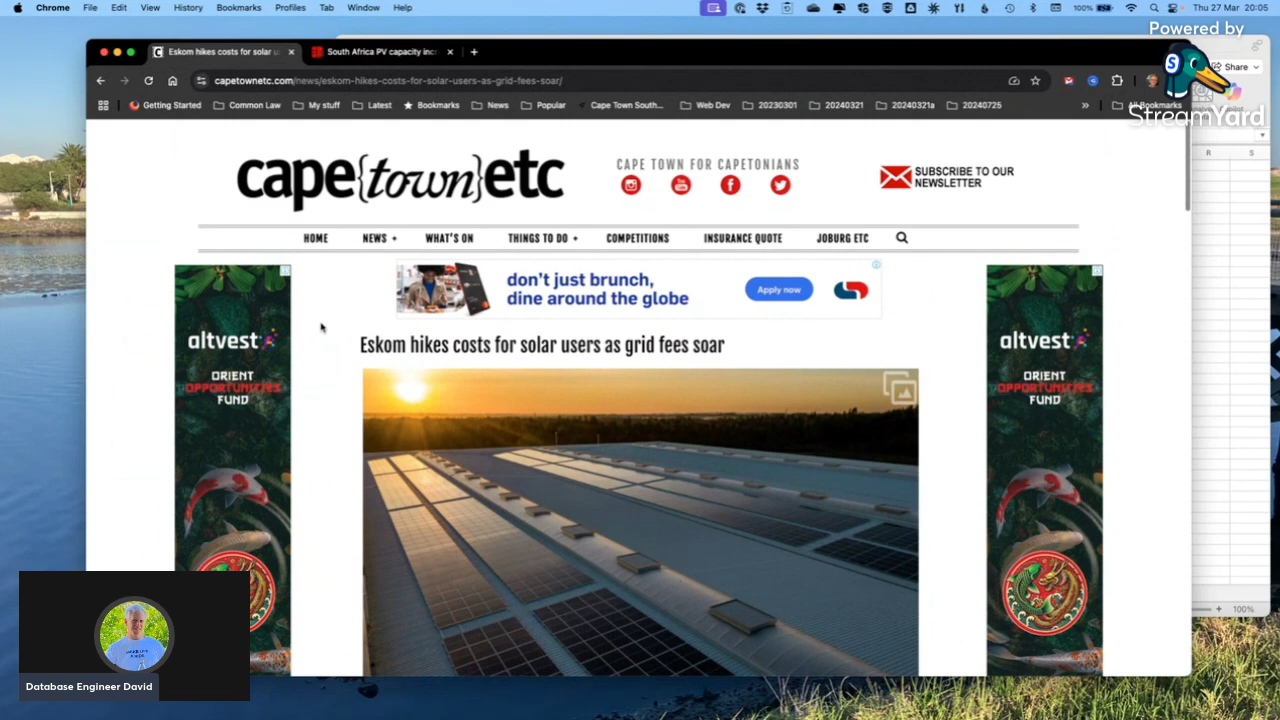 Chrome File Edit View History Bookmarks Profiles Tab Window Help
100% Thu 27 Mar 20:05
Powered by
StreamYard
Eskom hikes costs for solar u
South Africa PV capacity inc
Share
capetownetc.com/news/eskom-hikes-costs-for-solar-users-as-grid-fees-soar/
Getting Started Common Law My stuff Latest Bookmarks News Popular Cape Town South... Web Dev 20230301 20240321 20240321a 20240725 » All Bookmarks
R S
cape{town}etc
CAPE TOWN FOR CAPETONIANS
You Tube
SUBSCRIBE TO OUR
NEWSLETTER
HOME NEWS + WHAT'S ON THINGS TO DO + COMPETITIONS INSURANCE QUOTE JOBURG ETC
don't just brunch,
dine around the globe
Apply now
altvest
ORIENT
OPPORTUNITIES
FUND
altvest
ORIENT
OPPORTUNITIES
FUND
Eskom hikes costs for solar users as grid fees soar
100%
Database Engineer David